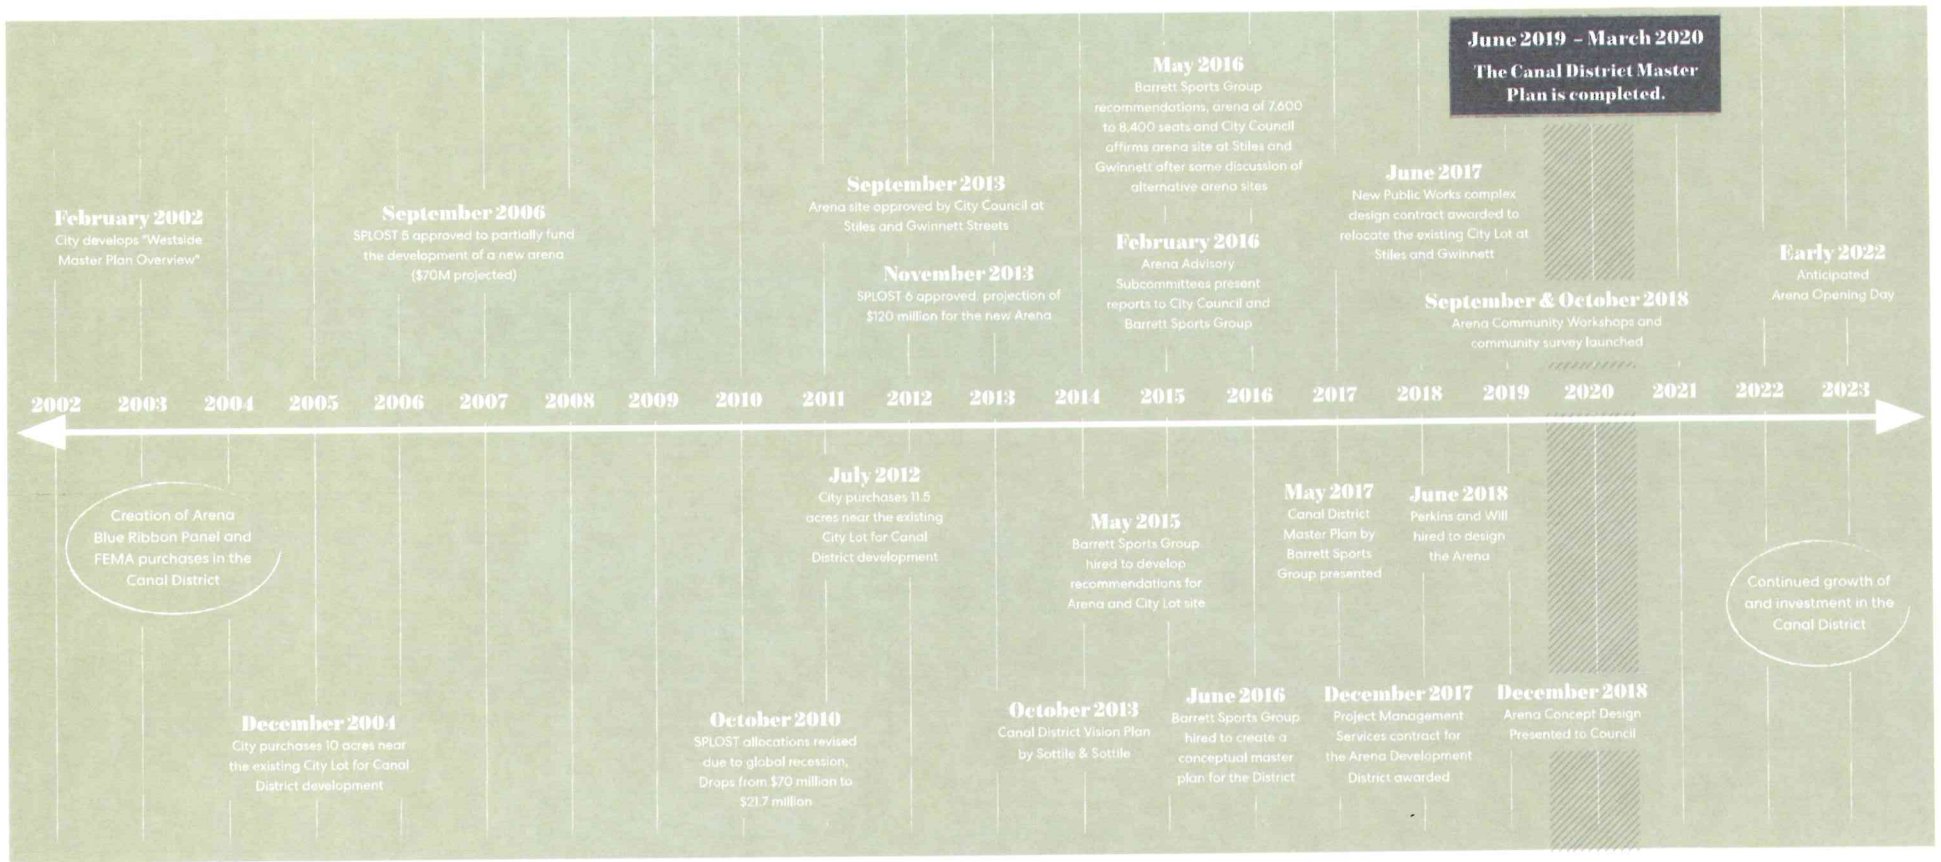 June 2019 – March 2020
The Canal District Master
Plan is completed.
May 2016
Barrett Sports Group
recommendations, arena of 7,600
to 8,400 seats and City Council
affirms arena site at Stiles and
Gwinnett after some discussion of
alternative arena sites
September 2013
Arena site approved by City Council at
Stiles and Gwinnett Streets
June 2017
New Public Works complex
design contract awarded to
relocate the existing City Lot at
Stiles and Gwinnett
February 2002
City develops "Westside
Master Plan Overview"
September 2006
SPLOST 5 approved to partially fund
the development of a new arena
($70M projected)
November 2013
SPLOST 6 approved, projection of
$120 million for the new Arena
February 2016
Arena Advisory
Subcommittees present
reports to City Council and
Barrett Sports Group
September & October 2018
Arena Community Workshops and
community survey launched
Early 2022
Anticipated
Arena Opening Day
2002 2003 2004 2005 2006 2007 2008 2009 2010 2011 2012 2013 2014 2015 2016 2017 2018 2019 2020 2021 2022 2023
Creation of Arena
Blue Ribbon Panel and
FEMA purchases in the
Canal District
July 2012
City purchases 11.5
acres near the existing
City Lot for Canal
District development
May 2015
Barrett Sports Group
hired to develop
recommendations for
Arena and City Lot site
May 2017
Canal District
Master Plan by
Barrett Sports
Group presented
June 2018
Perkins and Will
hired to design
the Arena
Continued growth of
and investment in the
Canal District
December 2004
City purchases 10 acres near
the existing City Lot for Canal
District development
October 2010
SPLOST allocations revised
due to global recession,
Drops from $70 million to
$21.7 million
October 2013
Canal District Vision Plan
by Sottile & Sottile
June 2016
Barrett Sports Group
hired to create a
conceptual master
plan for the District
December 2017
Project Management
Services contract for
the Arena Development
District awarded
December 2018
Arena Concept Design
Presented to Council